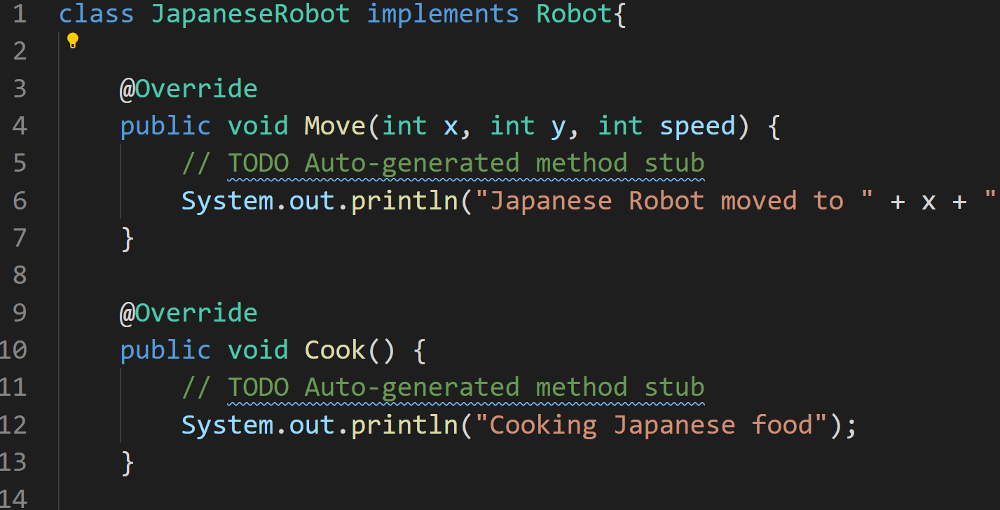 1 class JapaneseRobot implements Robot{
2
3 @Override
4 public void Move(int x, int y, int speed) {
5 // TODO Auto-generated method stub
6 System.out.println("Japanese Robot moved to " + x + "
7 }
8
9 @Override
10 public void Cook() {
11 // TODO Auto-generated method stub
12 System.out.println("Cooking Japanese food");
13 }
14